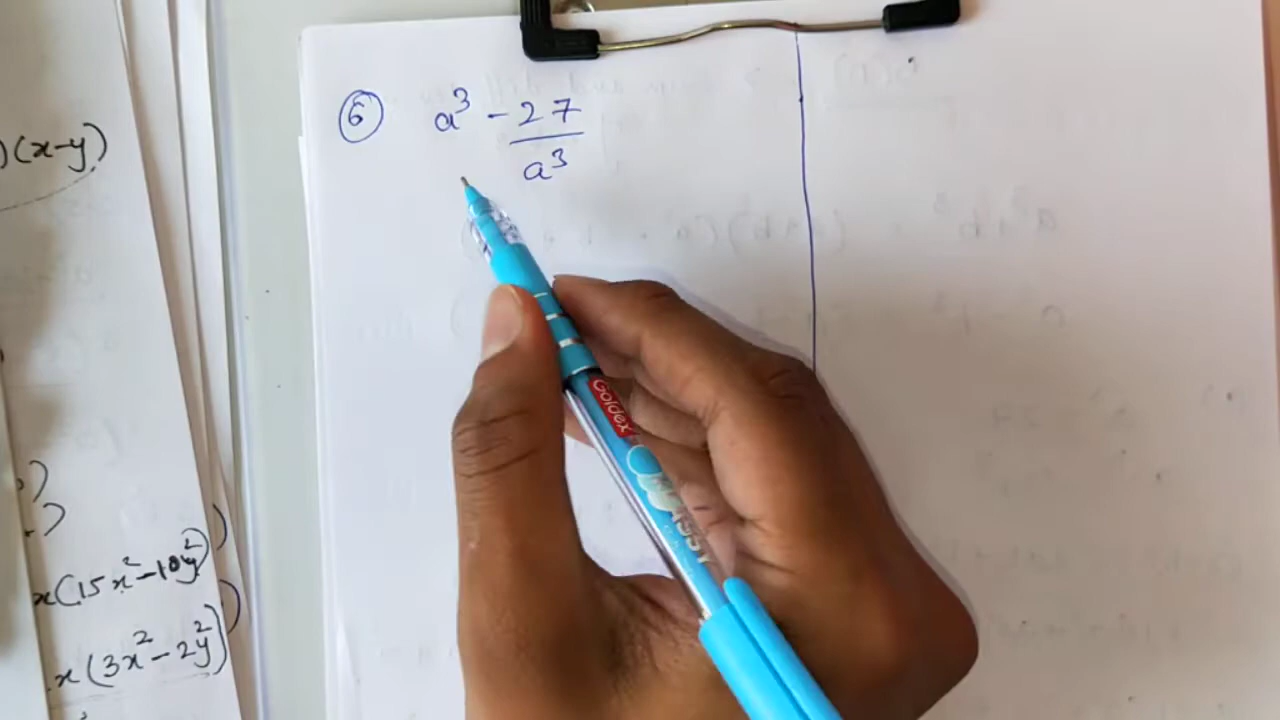 6 a³ - 27/a³
)(x-y)
x(15x²-10y²))
x(3x²-2y²))
Goldex